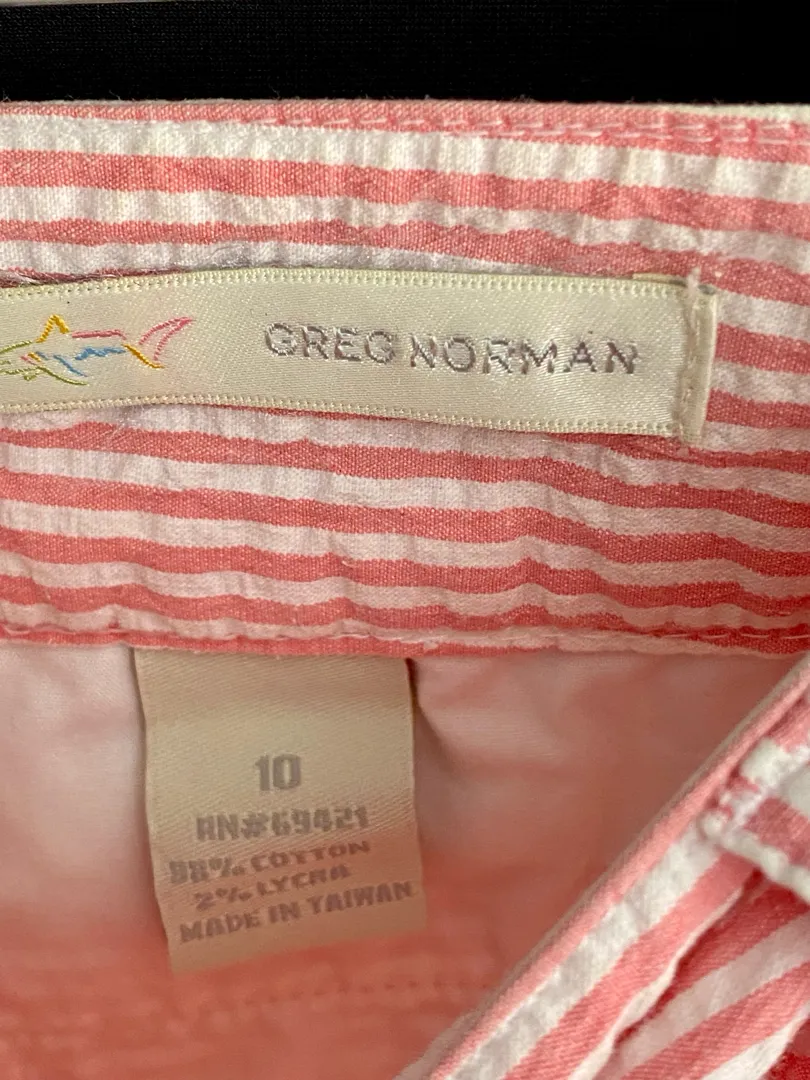 GREG NORMAN
10
RN#69421
98% COTTON
2% LYCRA
MADE IN TAIWAN